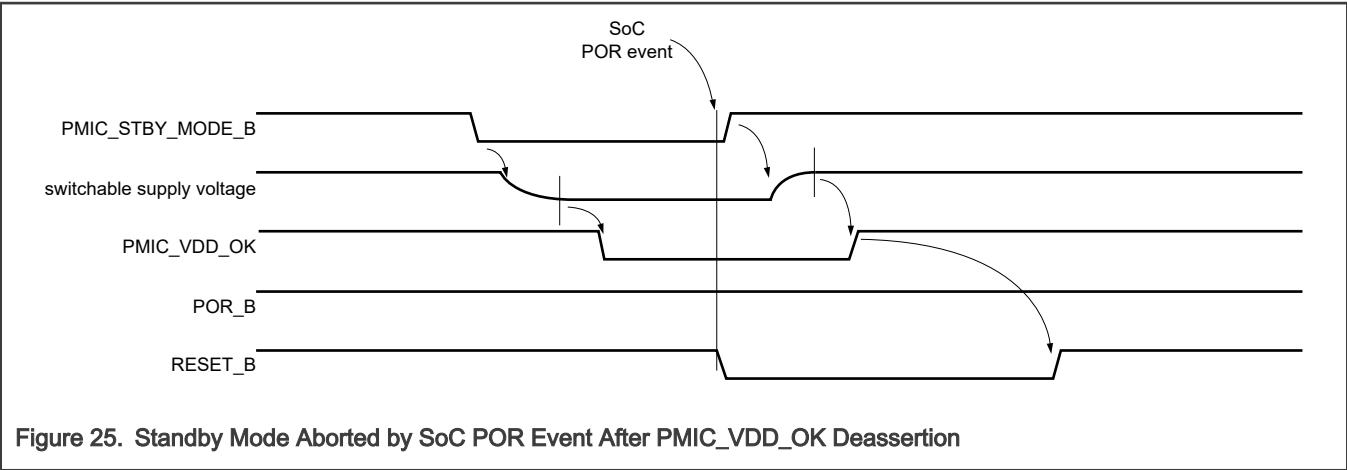 SoC
POR event
PMIC_STBY_MODE_B
switchable supply voltage
PMIC_VDD_OK
POR_B
RESET_B
Figure 25. Standby Mode Aborted by SoC POR Event After PMIC_VDD_OK Deassertion